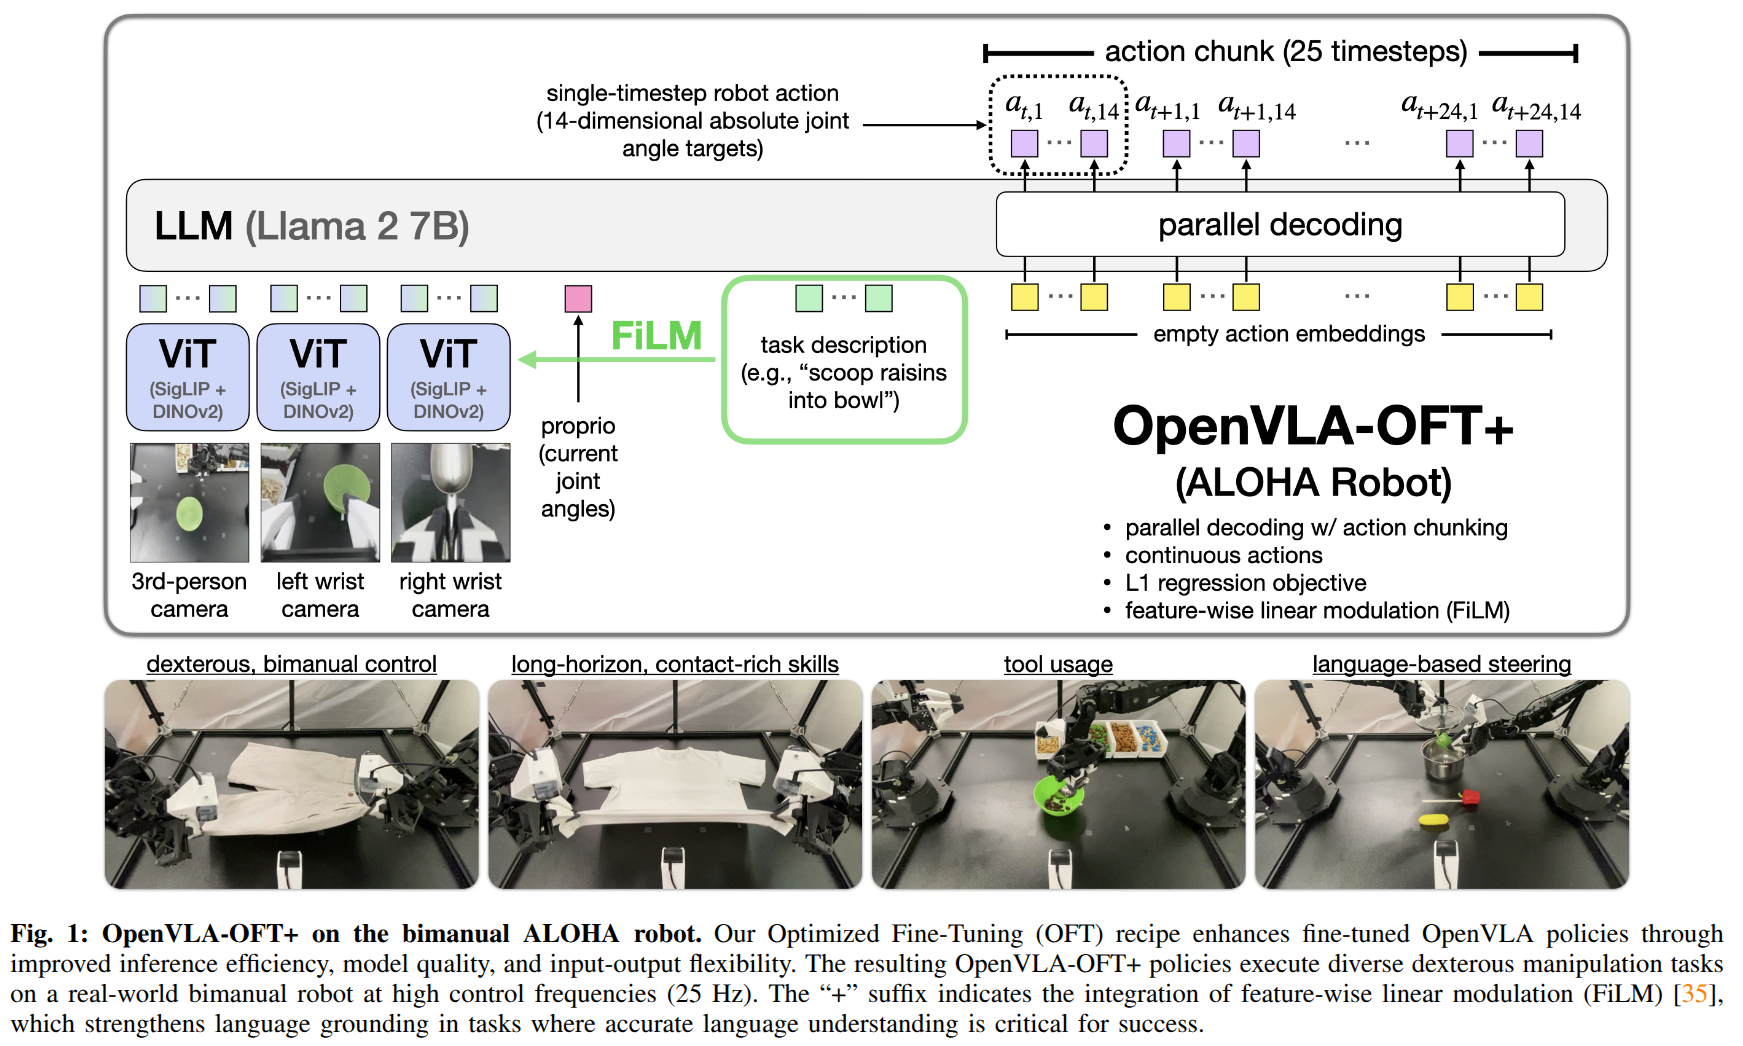 action chunk (25 timesteps)
single-timestep robot action
(14-dimensional absolute joint
angle targets)
a_{t,1} ... a_{t,14} a_{t+1,1} ... a_{t+1,14} ... a_{t+24,1} ... a_{t+24,14}
LLM (Llama 2 7B)
parallel decoding
empty action embeddings
ViT
(SigLIP +
DINOv2)
ViT
(SigLIP +
DINOv2)
ViT
(SigLIP +
DINOv2)
FiLM
task description
(e.g., “scoop raisins
into bowl”)
proprio
(current
joint
angles)
3rd-person
camera
left wrist
camera
right wrist
camera
OpenVLA-OFT+
(ALOHA Robot)
• parallel decoding w/ action chunking
• continuous actions
• L1 regression objective
• feature-wise linear modulation (FiLM)
dexterous, bimanual control
long-horizon, contact-rich skills
tool usage
language-based steering
Fig. 1: OpenVLA-OFT+ on the bimanual ALOHA robot. Our Optimized Fine-Tuning (OFT) recipe enhances fine-tuned OpenVLA policies through
improved inference efficiency, model quality, and input-output flexibility. The resulting OpenVLA-OFT+ policies execute diverse dexterous manipulation tasks
on a real-world bimanual robot at high control frequencies (25 Hz). The “+” suffix indicates the integration of feature-wise linear modulation (FiLM) [35],
which strengthens language grounding in tasks where accurate language understanding is critical for success.